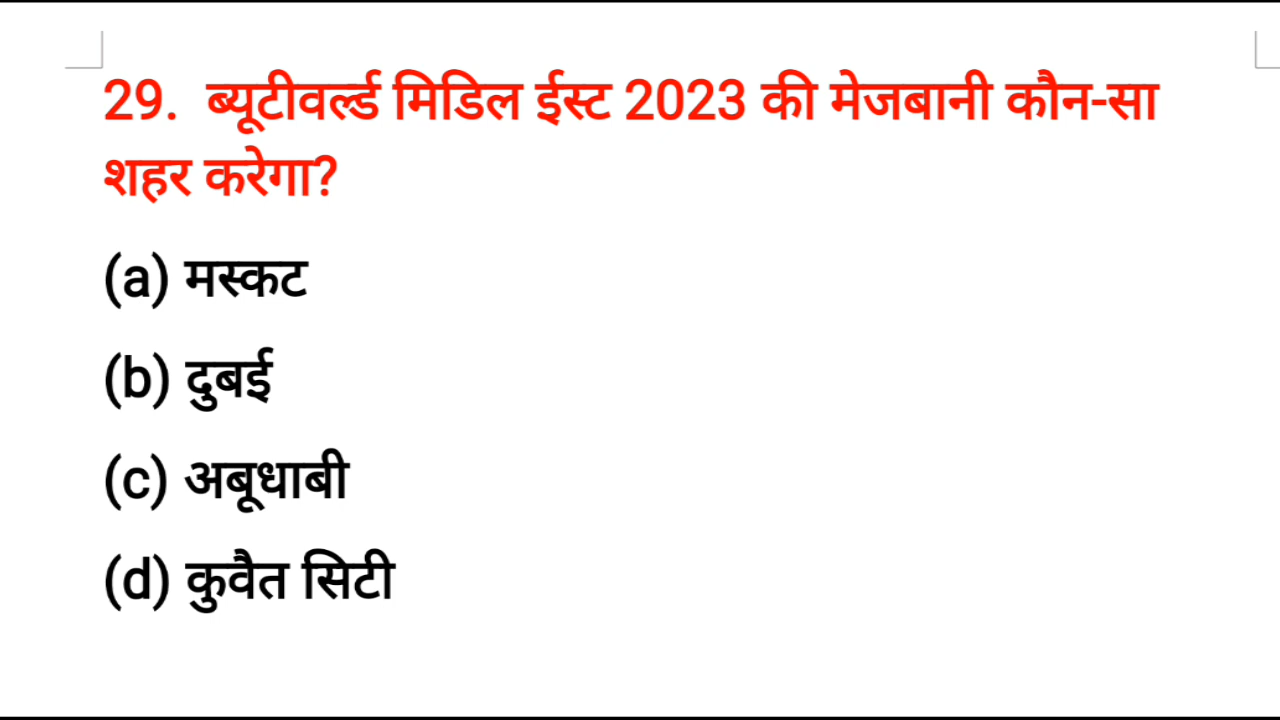 29. ब्यूटीवर्ल्ड मिडिल ईस्ट 2023 की मेजबानी कौन-सा
शहर करेगा?
(a) मस्कट
(b) दुबई
(c) अबूधाबी
(d) कुवैत सिटी